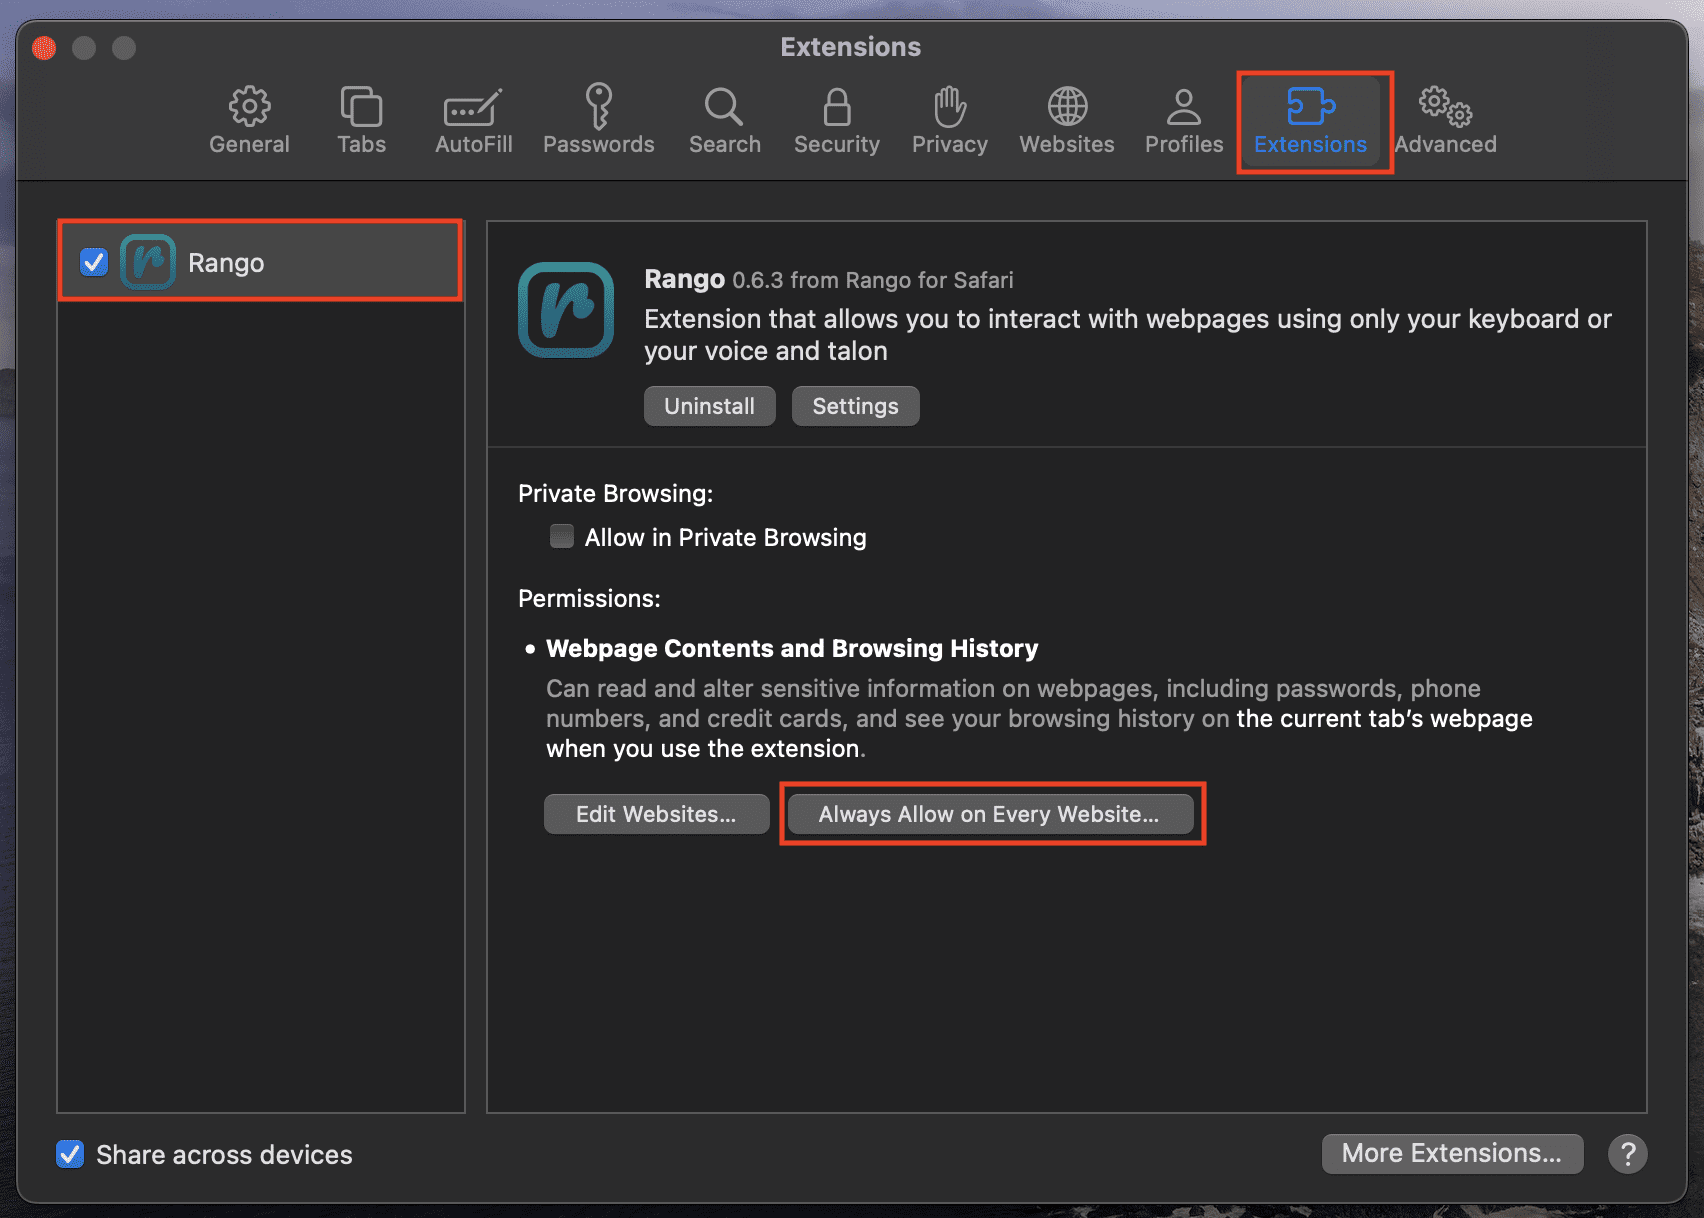 Extensions
General
Tabs
AutoFill
Passwords
Search
Security
Privacy
Websites
Profiles
Extensions
Advanced
Rango
Rango 0.6.3 from Rango for Safari
Extension that allows you to interact with webpages using only your keyboard or
your voice and talon
Uninstall
Settings
Private Browsing:
Allow in Private Browsing
Permissions:
• Webpage Contents and Browsing History
Can read and alter sensitive information on webpages, including passwords, phone
numbers, and credit cards, and see your browsing history on the current tab’s webpage
when you use the extension.
Edit Websites...
Always Allow on Every Website...
Share across devices
More Extensions...
?